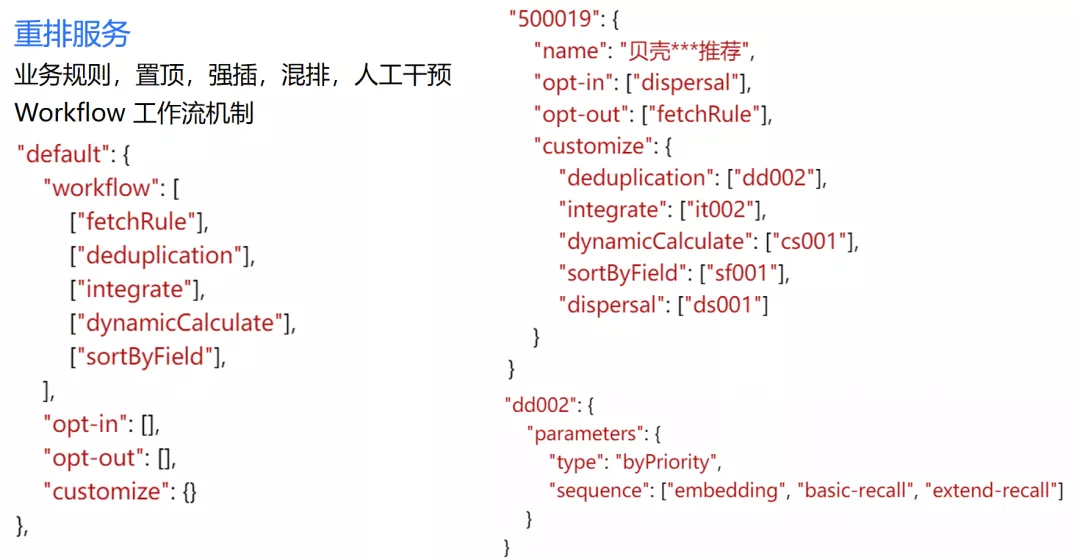 重排服务
业务规则，置顶，强插，混排，人工干预
Workflow 工作流机制
"default": {
"workflow": [
["fetchRule"],
["deduplication"],
["integrate"],
["dynamicCalculate"],
["sortByField"],
],
"opt-in": [],
"opt-out": [],
"customize": {}
},
"500019": {
"name": "贝壳***推荐",
"opt-in": ["dispersal"],
"opt-out": ["fetchRule"],
"customize": {
"deduplication": ["dd002"],
"integrate": ["it002"],
"dynamicCalculate": ["cs001"],
"sortByField": ["sf001"],
"dispersal": ["ds001"]
}
}
"dd002": {
"parameters": {
"type": "byPriority",
"sequence": ["embedding", "basic-recall", "extend-recall"]
}
}